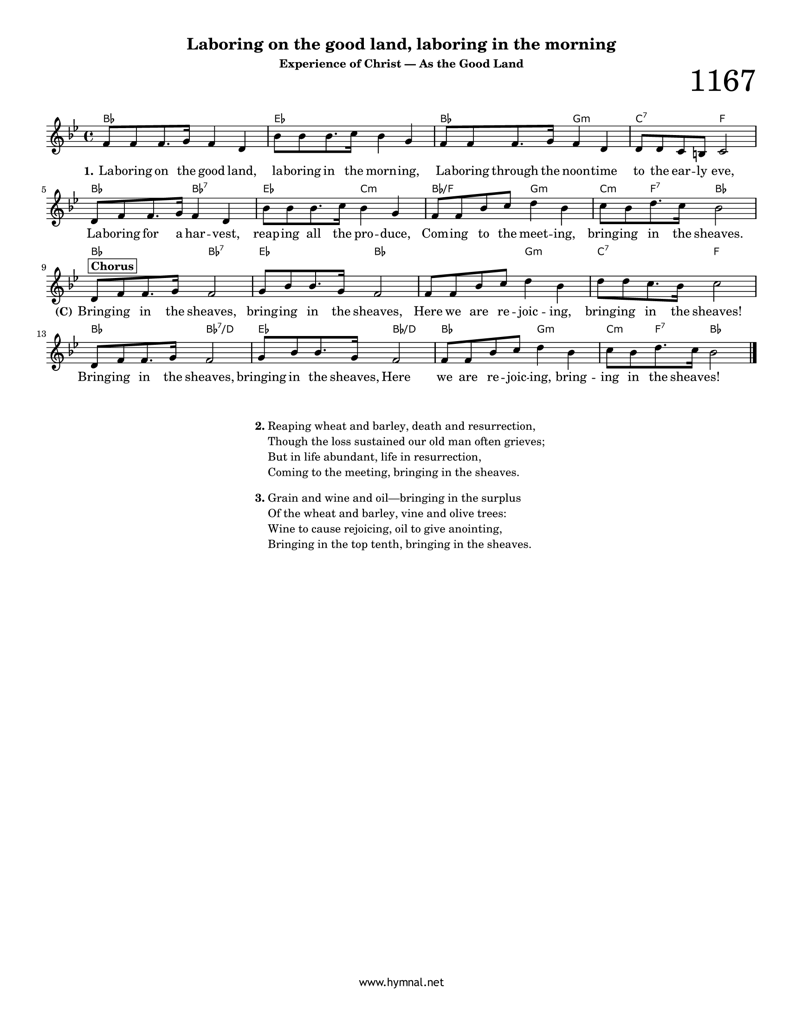 Laboring on the good land, laboring in the morning
Experience of Christ — As the Good Land
1167
B♭ E♭ B♭ Gm C7 F
1. Laboring on the good land, laboring in the morning, Laboring through the noontime to the ear-ly eve,
5 B♭ B♭7 E♭ Cm B♭/F Gm Cm F7 B♭
Laboring for a har-vest, reaping all the pro-duce, Coming to the meet-ing, bringing in the sheaves.
B♭ B♭7 E♭ B♭ Gm C7 F
9 Chorus
(C) Bringing in the sheaves, bringing in the sheaves, Here we are re-joic-ing, bringing in the sheaves!
13 B♭ B♭7/D E♭ B♭/D B♭ Gm Cm F7 B♭
Bringing in the sheaves, bringing in the sheaves, Here we are re-joic-ing, bring-ing in the sheaves!
2. Reaping wheat and barley, death and resurrection,
Though the loss sustained our old man often grieves;
But in life abundant, life in resurrection,
Coming to the meeting, bringing in the sheaves.
3. Grain and wine and oil—bringing in the surplus
Of the wheat and barley, vine and olive trees:
Wine to cause rejoicing, oil to give anointing,
Bringing in the top tenth, bringing in the sheaves.
www.hymnal.net